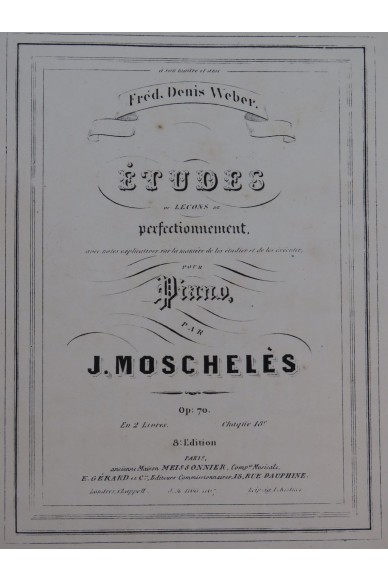 à son maître et ami
Fréd. Denis Weber.
ÉTUDES
ou LEÇONS de
perfectionnement,
avec notes explicatives sur la manière de les étudier et de les exécuter,
POUR
Piano,
PAR
J. MOSCHELÈS
Op: 70.
En 2 Livres. Chaque 18f
8e Edition
PARIS,
ancienne Maison MEISSONNIER, Compie Musicale,
E. GÉRARD et Cie, Editeurs Commissionnaires, 18, RUE DAUPHINE.
Londres, Chappell.